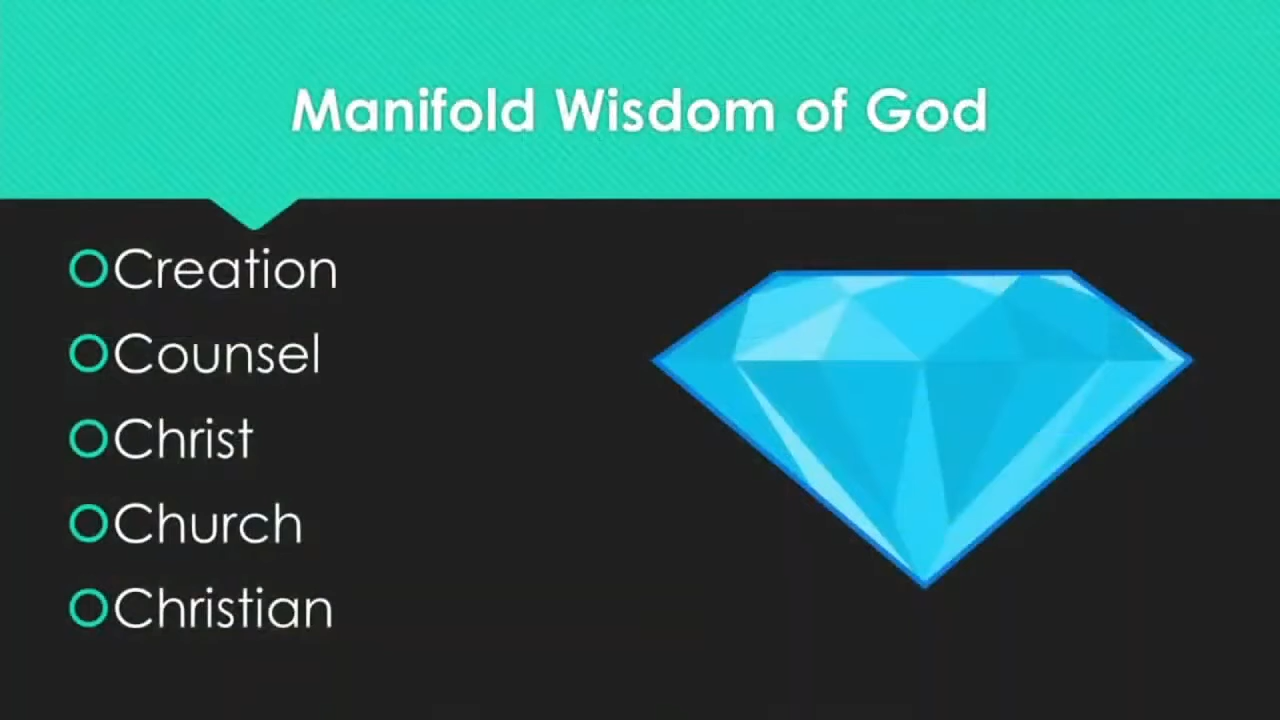 Manifold Wisdom of God
Creation
Counsel
Christ
Church
Christian